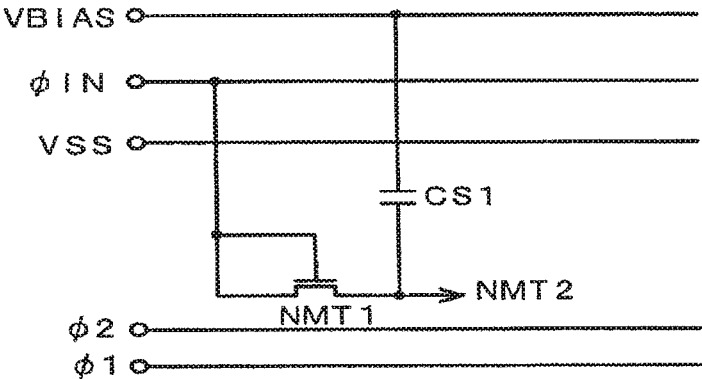 VBIAS
ϕIN
VSS
CS1
NMT2
NMT1
ϕ2
ϕ1